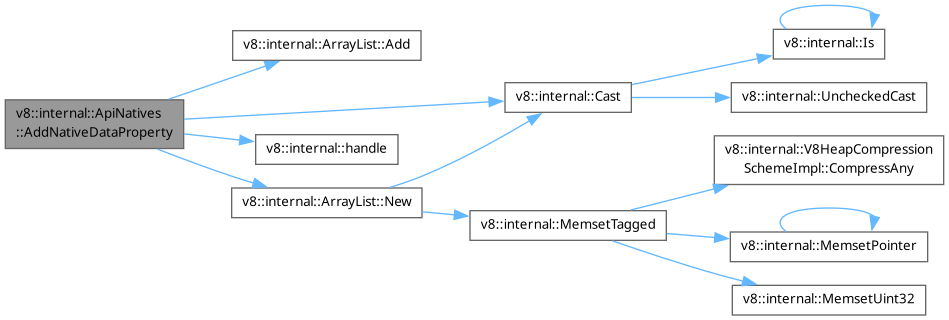 v8::internal::ApiNatives
::AddNativeDataProperty
v8::internal::ArrayList::Add
v8::internal::handle
v8::internal::ArrayList::New
v8::internal::Cast
v8::internal::MemsetTagged
v8::internal::Is
v8::internal::UncheckedCast
v8::internal::V8HeapCompression
SchemeImpl::CompressAny
v8::internal::MemsetPointer
v8::internal::MemsetUint32